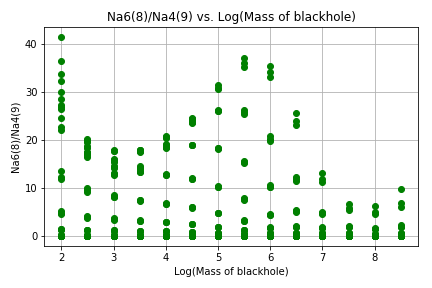 Na6(8)/Na4(9) vs. Log(Mass of blackhole)
Na6(8)/Na4(9)
40
30
20
10
0
2 3 4 5 6 7 8
Log(Mass of blackhole)